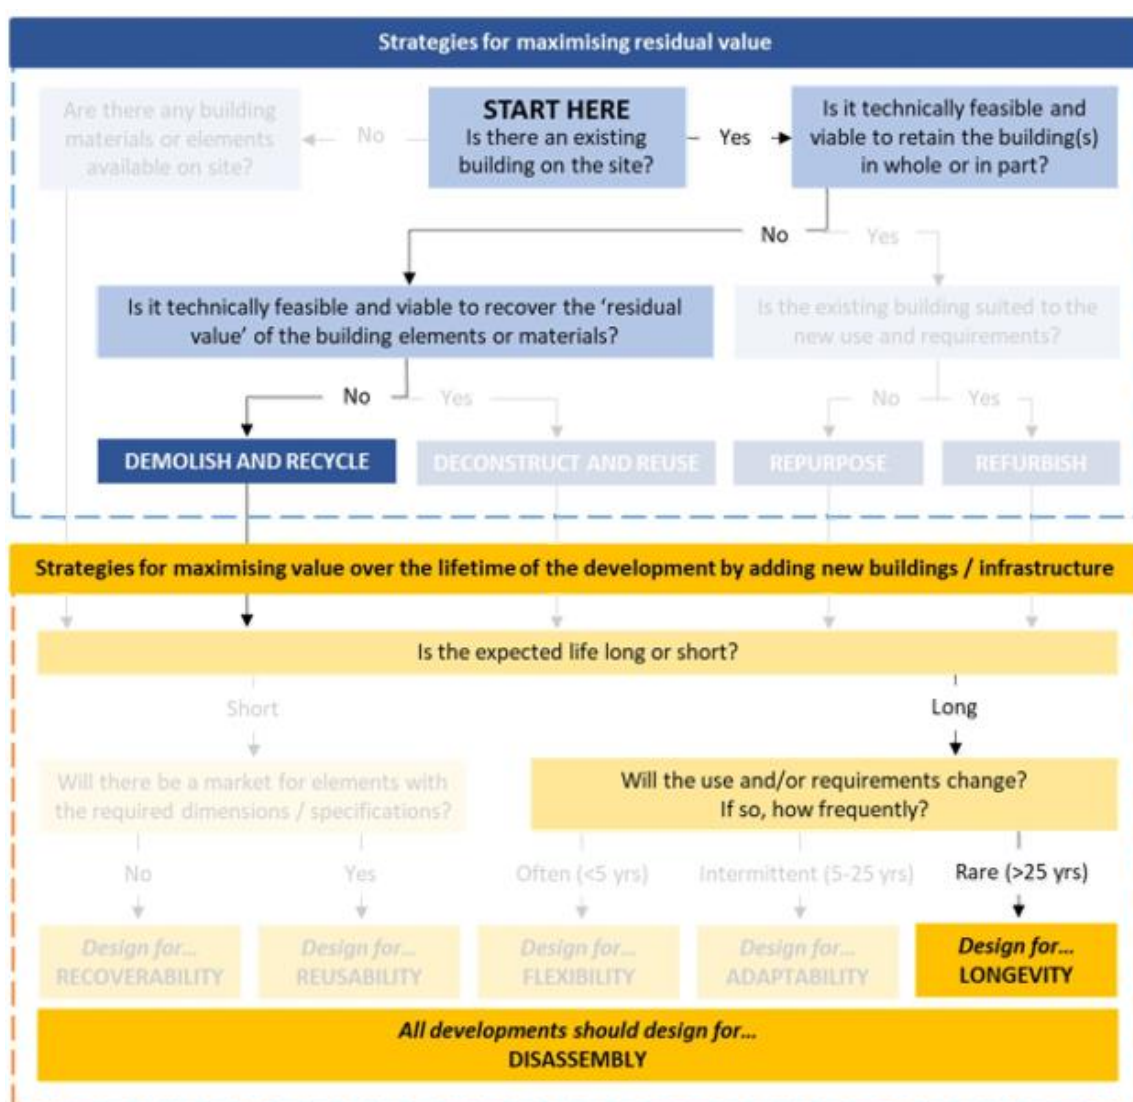 Strategies for maximising residual value
Are there any building
materials or elements
available on site?
No
START HERE
Is there an existing
building on the site?
Yes
Is it technically feasible and
viable to retain the building(s)
in whole or in part?
No
Yes
Is it technically feasible and viable to recover the ‘residual
value’ of the building elements or materials?
Is the existing building suited to the
new use and requirements?
No
Yes
No
Yes
DEMOLISH AND RECYCLE
DECONSTRUCT AND REUSE
REPURPOSE
REFURBISH
Strategies for maximising value over the lifetime of the development by adding new buildings / infrastructure
Is the expected life long or short?
Short
Long
Will there be a market for elements with
the required dimensions / specifications?
Will the use and/or requirements change?
If so, how frequently?
No
Yes
Often (<5 yrs)
Intermittent (5-25 yrs)
Rare (>25 yrs)
Design for...
RECOVERABILITY
Design for...
REUSABILITY
Design for...
FLEXIBILITY
Design for...
ADAPTABILITY
Design for...
LONGEVITY
All developments should design for...
DISASSEMBLY